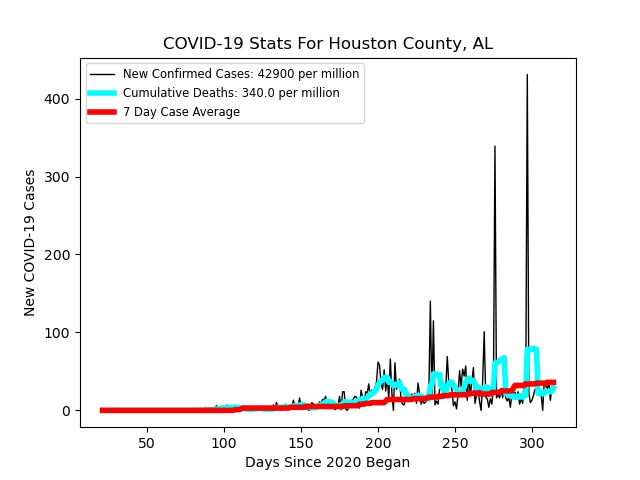 COVID-19 Stats For Houston County, AL
New Confirmed Cases: 42900 per million
Cumulative Deaths: 340.0 per million
7 Day Case Average
New COVID-19 Cases
400
300
200
100
0
50
100
150
200
250
300
Days Since 2020 Began